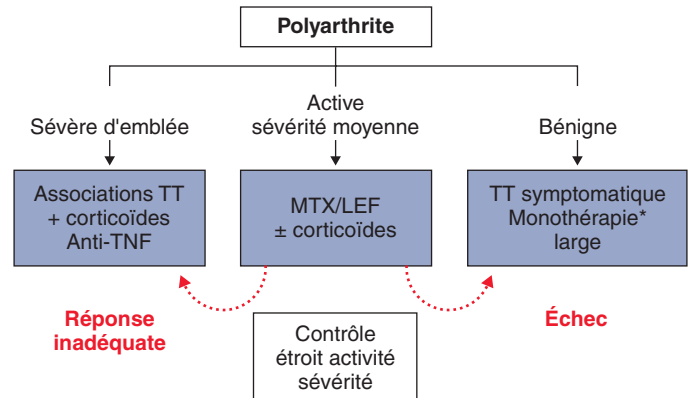 Polyarthrite
Sévère d'emblée
Active
sévérité moyenne
Bénigne
Associations TT
+ corticoïdes
Anti-TNF
MTX/LEF
± corticoïdes
TT symptomatique
Monothérapie*
large
Réponse
inadéquate
Échec
Contrôle
étroit activité
sévérité